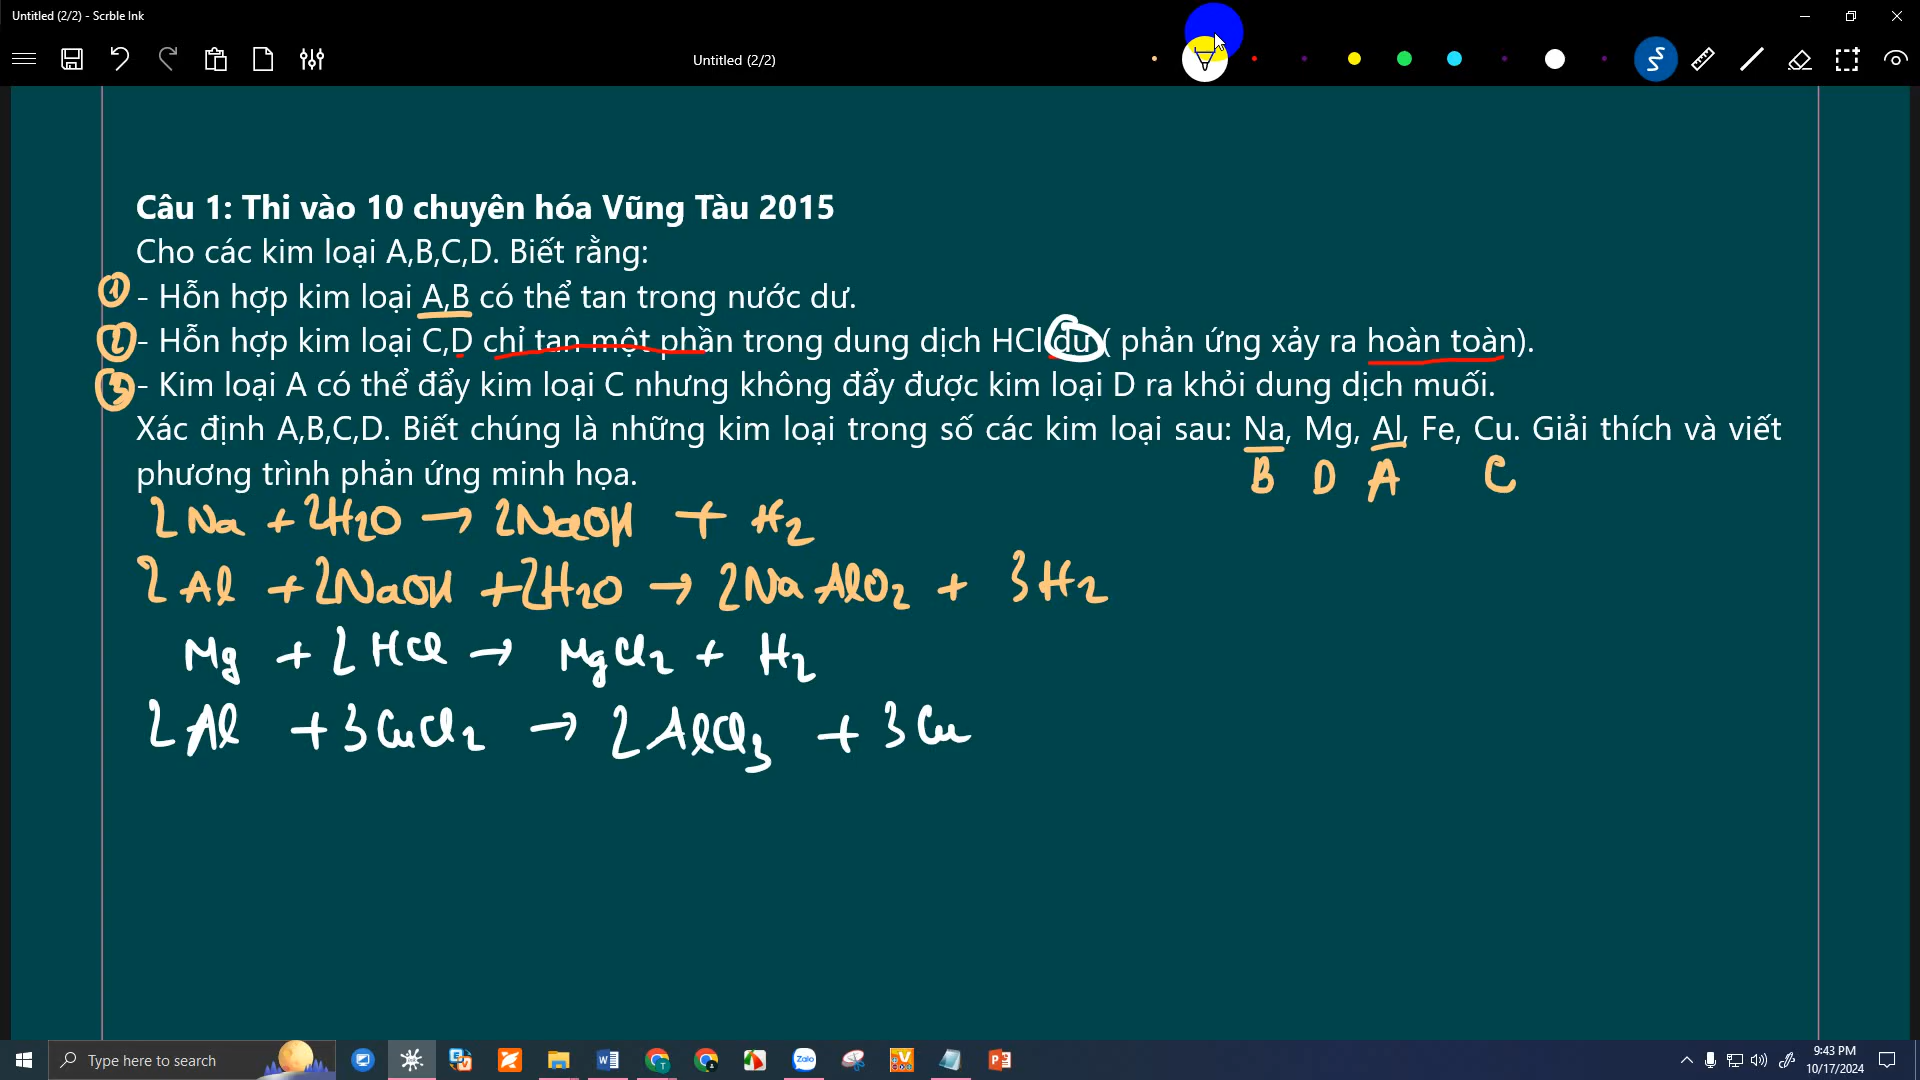 Untitled (2/2) - Scrble Ink
Untitled (2/2)
Câu 1: Thi vào 10 chuyên hóa Vũng Tàu 2015
Cho các kim loại A,B,C,D. Biết rằng:
① - Hỗn hợp kim loại A,B có thể tan trong nước dư.
② - Hỗn hợp kim loại C,D chỉ tan một phần trong dung dịch HCl dư ( phản ứng xảy ra hoàn toàn).
③ - Kim loại A có thể đẩy kim loại C nhưng không đẩy được kim loại D ra khỏi dung dịch muối.
Xác định A,B,C,D. Biết chúng là những kim loại trong số các kim loại sau: Na, Mg, Al, Fe, Cu. Giải thích và viết
phương trình phản ứng minh họa.
B D A C
2Na + 2H2O → 2NaOH + H2
2Al + 2NaOH + 2H2O → 2NaAlO2 + 3H2
Mg + 2HCl → MgCl2 + H2
2Al + 3CuCl2 → 2AlCl3 + 3Cu
Type here to search
Zalo
9:43 PM
10/17/2024